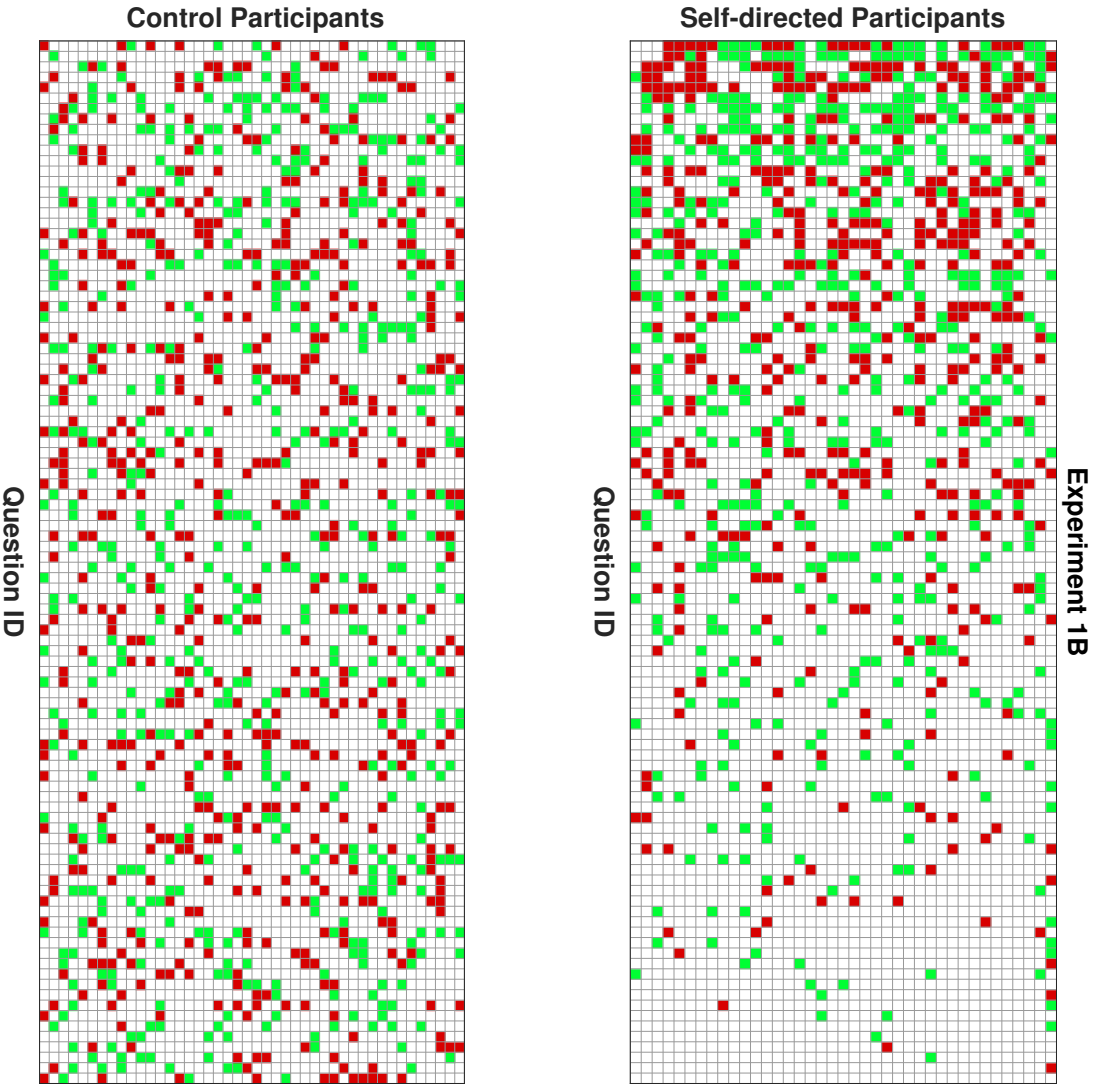 Control Participants
Self-directed Participants
Question ID
Question ID
Experiment 1B